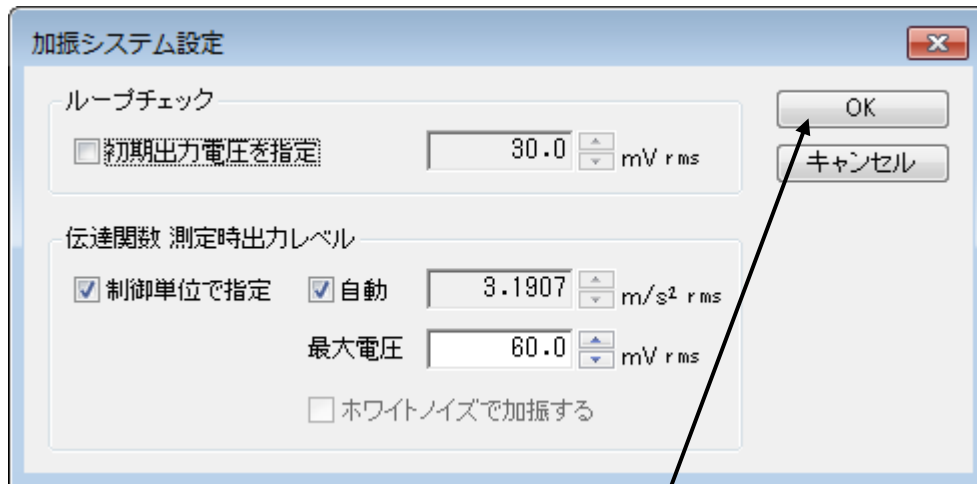 加振システム設定
ループチェック
初期出力電圧を指定 30.0 mV rms
OK
キャンセル
伝達関数 測定時出力レベル
制御単位で指定 自動 3.1907 m/s² rms
最大電圧 60.0 mV rms
ホワイトノイズで加振する